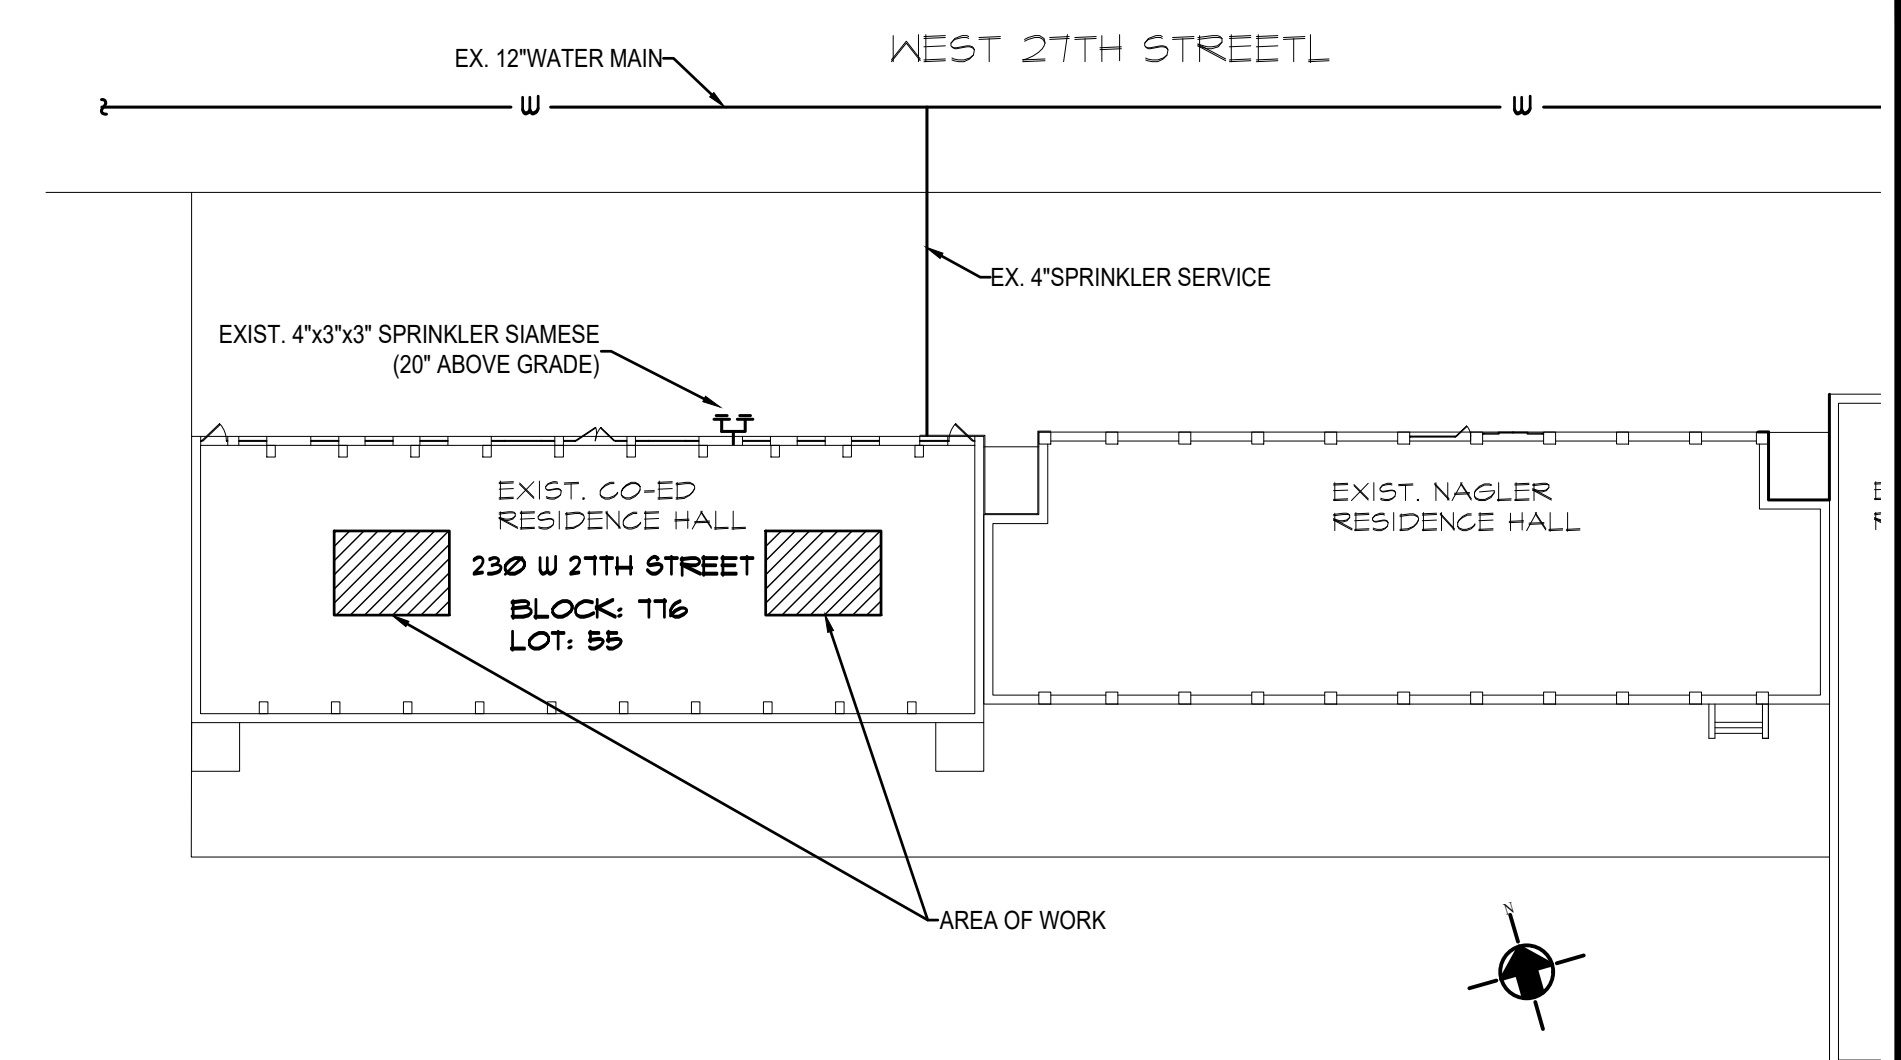 EX. 12"WATER MAIN
WEST 27TH STREETL
W
W
EX. 4"SPRINKLER SERVICE
EXIST. 4"x3"x3" SPRINKLER SIAMESE
(20" ABOVE GRADE)
EXIST. CO-ED
RESIDENCE HALL
230 W 27TH STREET
BLOCK: 776
LOT: 55
EXIST. NAGLER
RESIDENCE HALL
E
R
AREA OF WORK
N